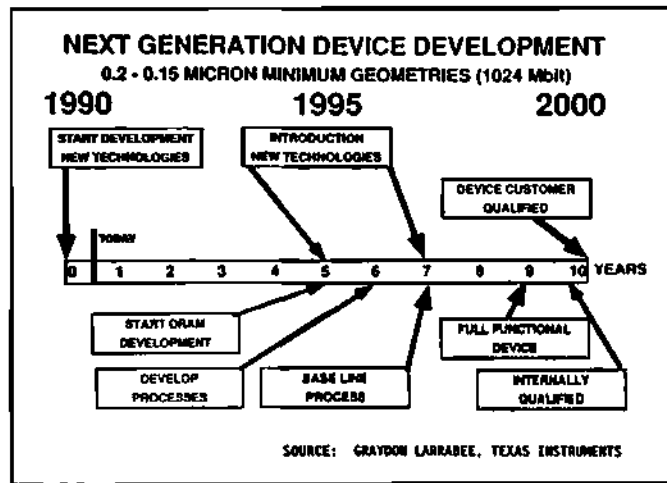 NEXT GENERATION DEVICE DEVELOPMENT
0.2 - 0.15 MICRON MINIMUM GEOMETRIES (1024 Mbit)
1990 1995 2000
START DEVELOPMENT
NEW TECHNOLOGIES
INTRODUCTION
NEW TECHNOLOGIES
DEVICE CUSTOMER
QUALIFIED
TODAY
0 1 2 3 4 5 6 7 8 9 10 YEARS
START DRAM
DEVELOPMENT
FULL FUNCTIONAL
DEVICE
DEVELOP
PROCESSES
BASE LINE
PROCESS
INTERNALLY
QUALIFIED
SOURCE: GRAYDON LARRABEE, TEXAS INSTRUMENTS